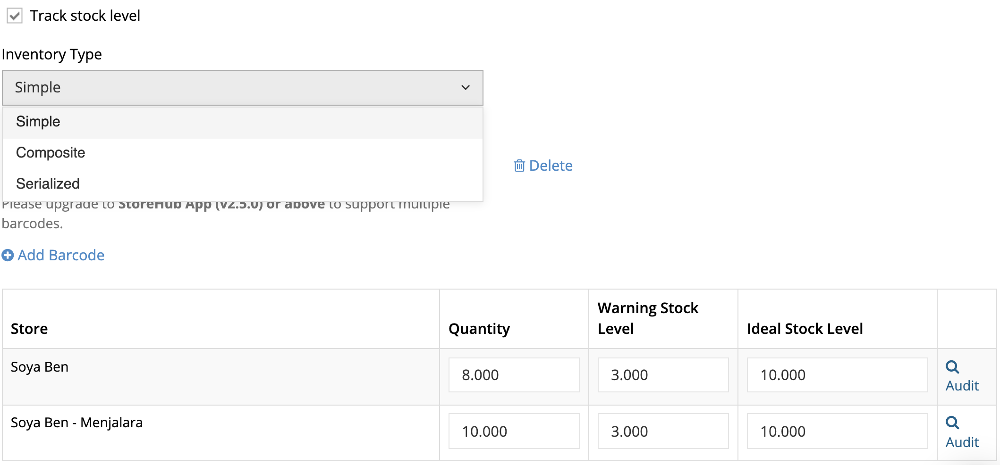 Track stock level
Inventory Type
Simple
Simple
Composite
Serialized
Delete
Please upgrade to StoreHub App (v2.5.0) or above to support multiple
barcodes.
Add Barcode
Store Quantity Warning Stock Level Ideal Stock Level
Soya Ben 8.000 3.000 10.000 Audit
Soya Ben - Menjalara 10.000 3.000 10.000 Audit